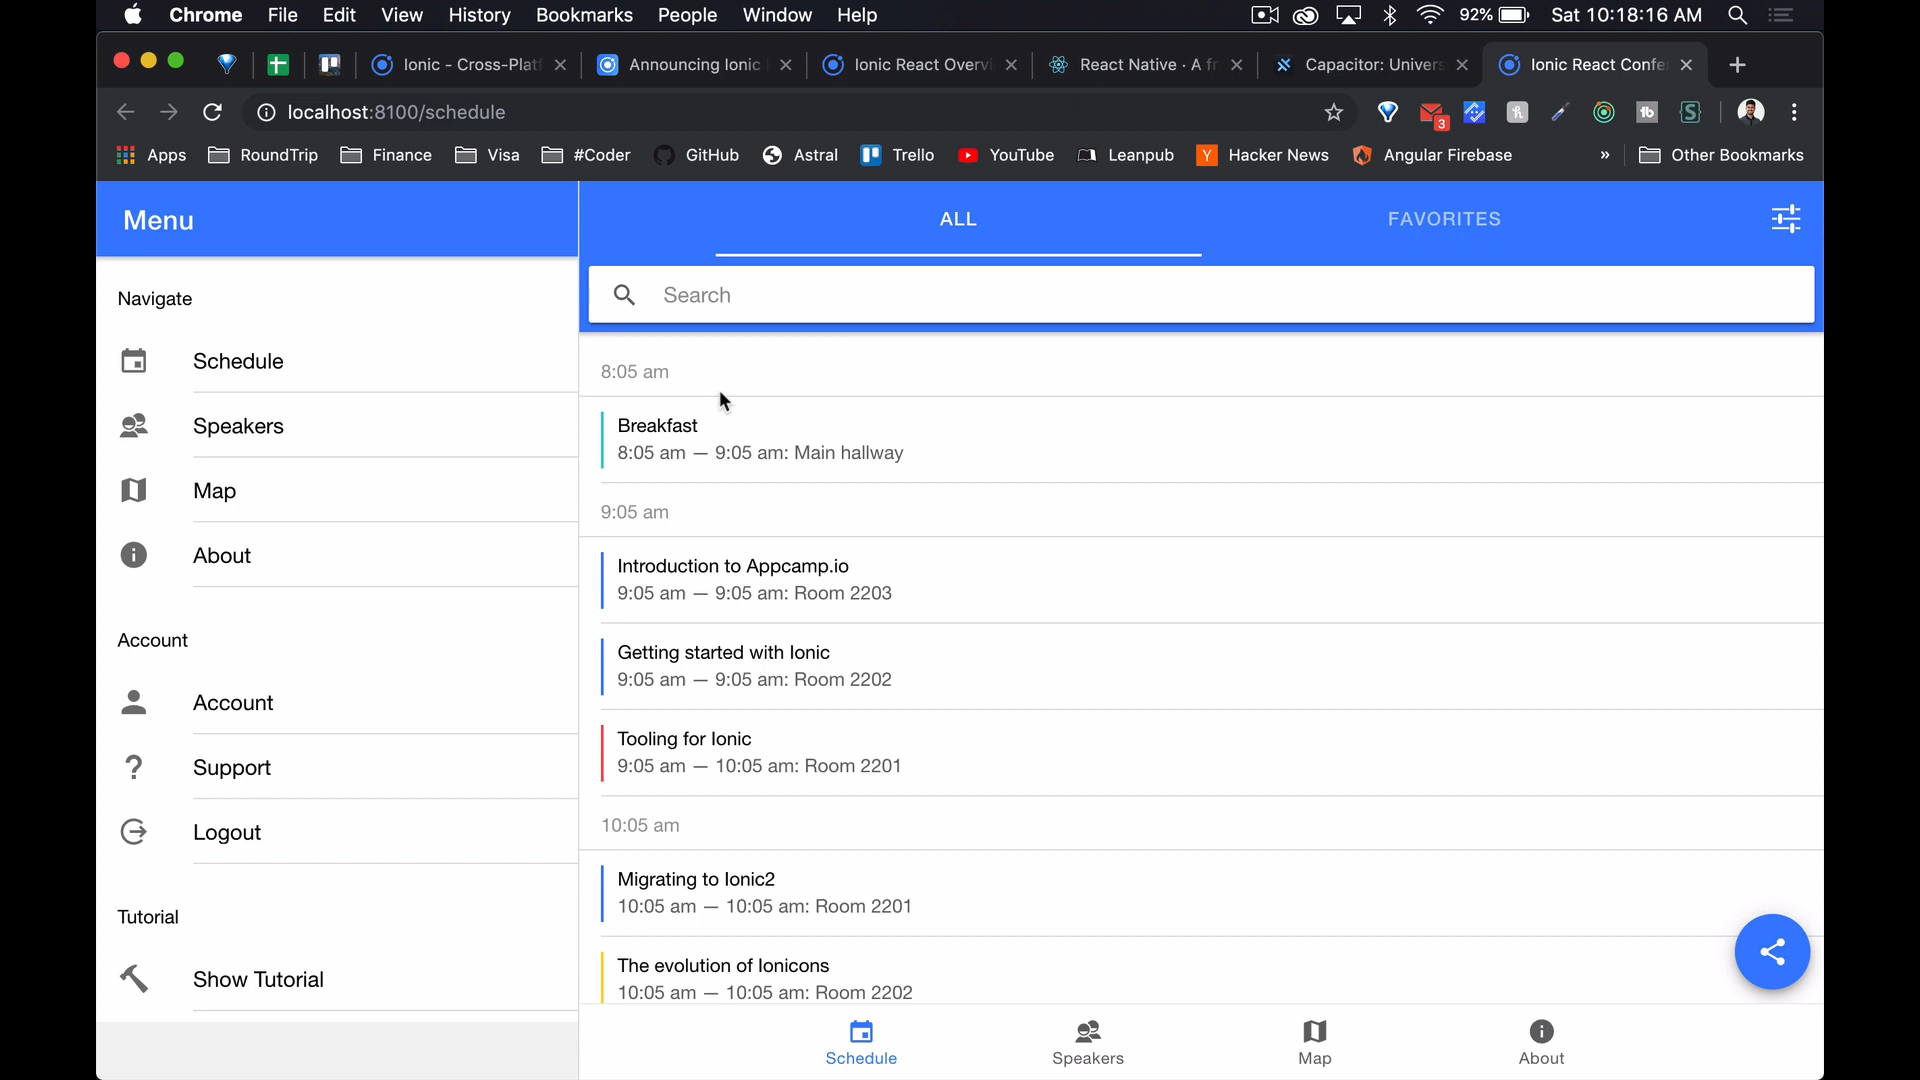 Chrome File Edit View History Bookmarks People Window Help 92% Sat 10:18:16 AM
Ionic - Cross-Platf Announcing Ionic Ionic React Overvi React Native · A fr Capacitor: Univers Ionic React Confe
localhost:8100/schedule 3
Apps RoundTrip Finance Visa #Coder GitHub Astral Trello YouTube Leanpub Hacker News Angular Firebase » Other Bookmarks
Menu
ALL
FAVORITES
Search
Navigate
Schedule
Speakers
Map
About
Account
Account
Support
Logout
Tutorial
Show Tutorial
8:05 am
Breakfast
8:05 am — 9:05 am: Main hallway
9:05 am
Introduction to Appcamp.io
9:05 am — 9:05 am: Room 2203
Getting started with Ionic
9:05 am — 9:05 am: Room 2202
Tooling for Ionic
9:05 am — 10:05 am: Room 2201
10:05 am
Migrating to Ionic2
10:05 am — 10:05 am: Room 2201
The evolution of Ionicons
10:05 am — 10:05 am: Room 2202
Schedule
Speakers
Map
About